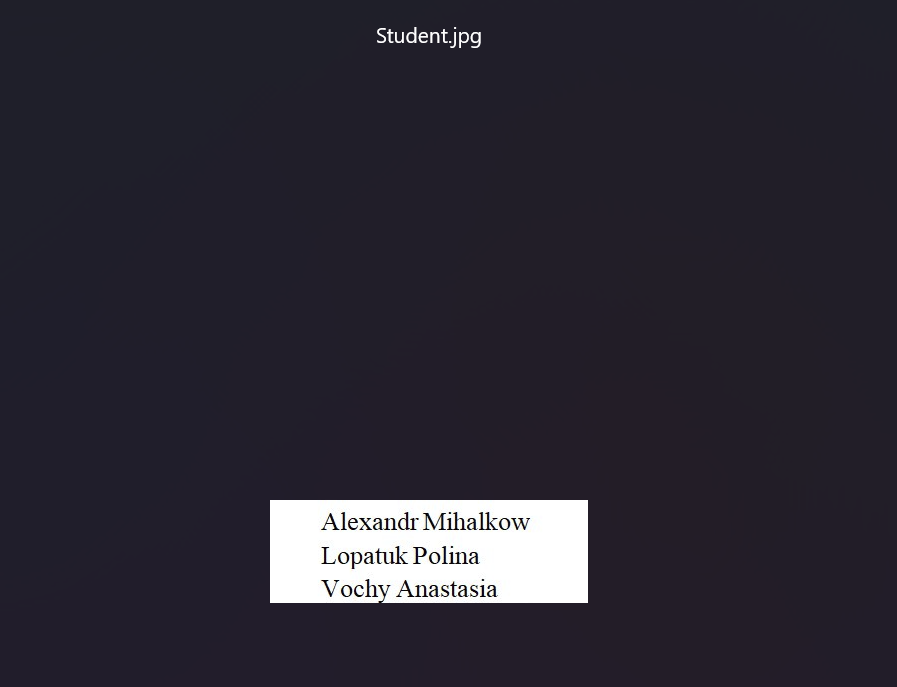 Student.jpg
Alexandr Mihalkow
Lopatuk Polina
Vochy Anastasia